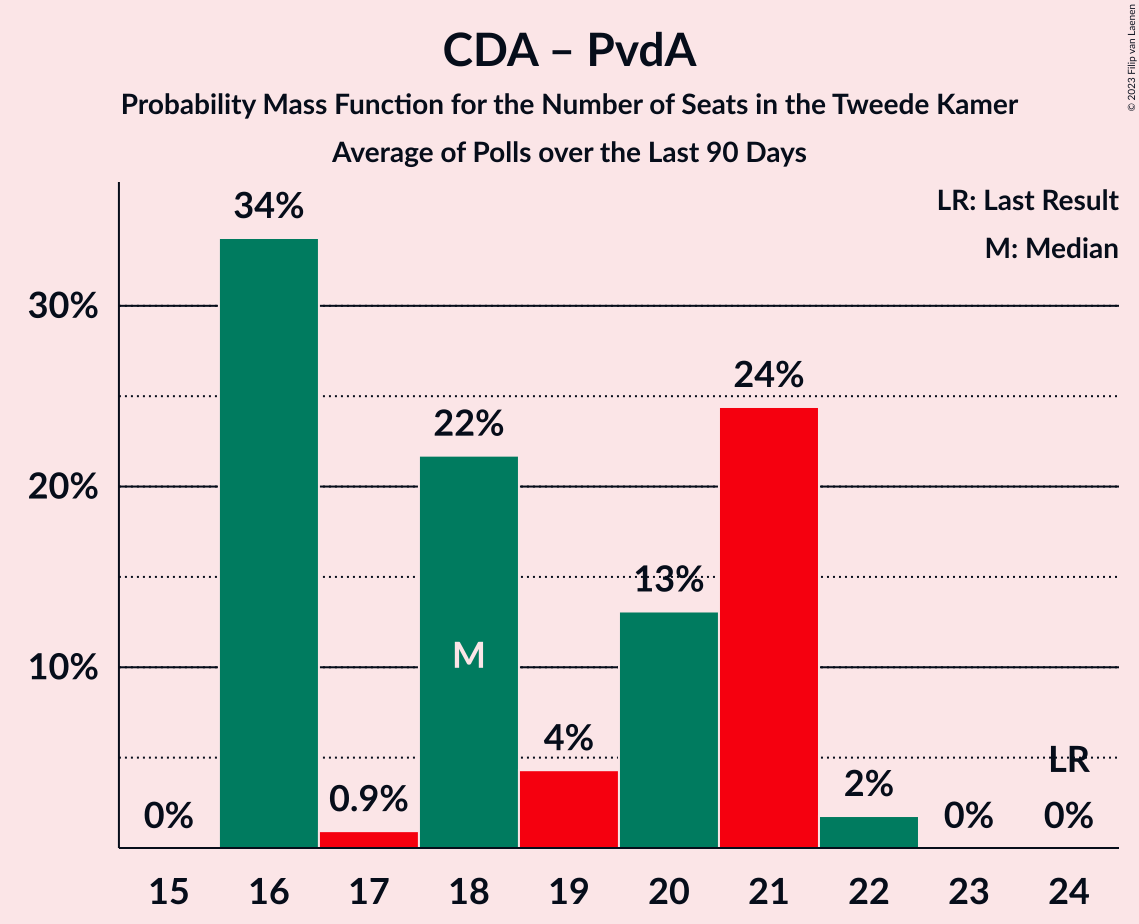 CDA – PvdA
Probability Mass Function for the Number of Seats in the Tweede Kamer
Average of Polls over the Last 90 Days
© 2023 Filip van Laenen
LR: Last Result
M: Median
34%
30%
24%
22%
20%
13%
M
10%
4%
LR
2%
0.9%
0%
0%
0%
15 16 17 18 19 20 21 22 23 24